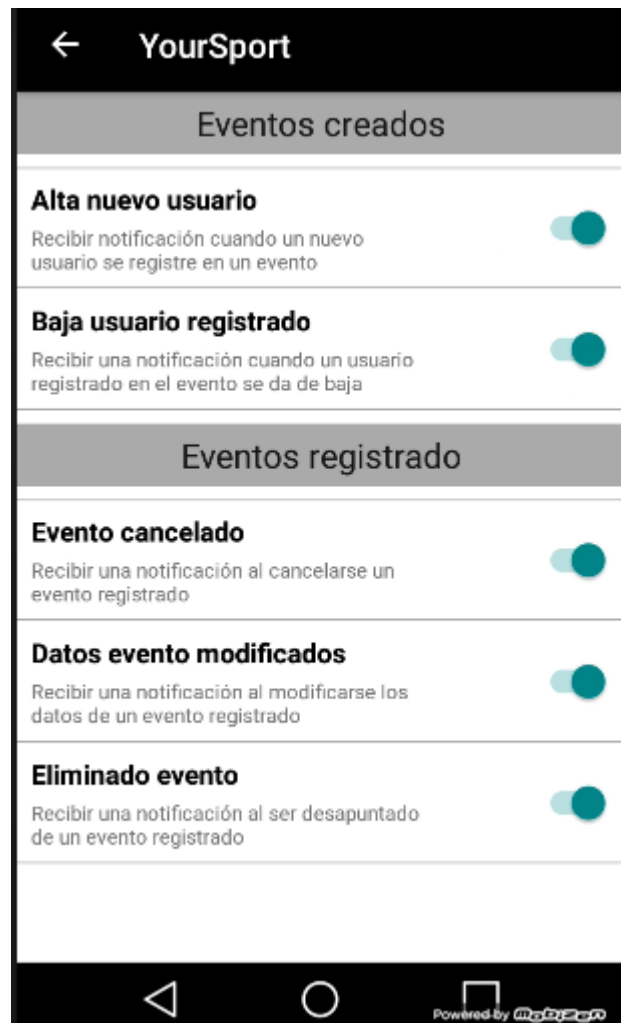 YourSport
Eventos creados
Alta nuevo usuario
Recibir notificación cuando un nuevo
usuario se registre en un evento
Baja usuario registrado
Recibir una notificación cuando un usuario
registrado en el evento se da de baja
Eventos registrado
Evento cancelado
Recibir una notificación al cancelarse un
evento registrado
Datos evento modificados
Recibir una notificación al modificarse los
datos de un evento registrado
Eliminado evento
Recibir una notificación al ser desapuntado
de un evento registrado
Powered by Mobizen